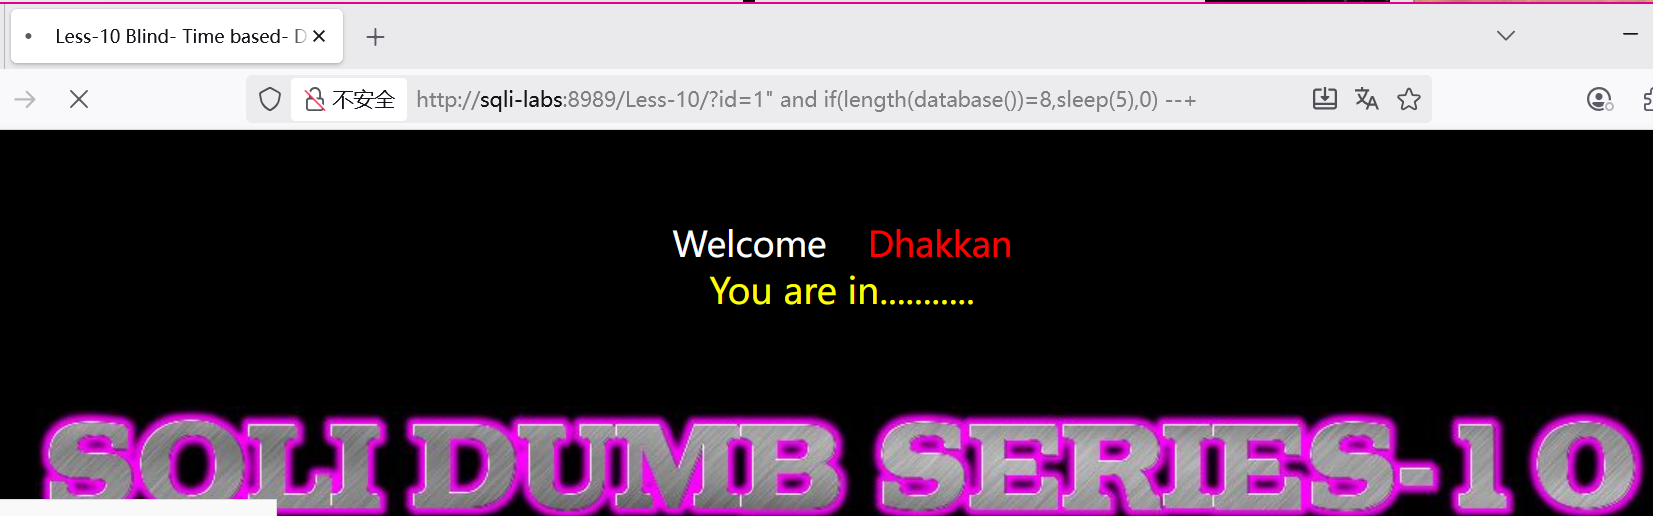 Less-10 Blind- Time based- D
不安全 http://sqli-labs:8989/Less-10/?id=1" and if(length(database())=8,sleep(5),0) --+
Welcome Dhakkan
You are in...........
SQLI DUMB SERIES-10